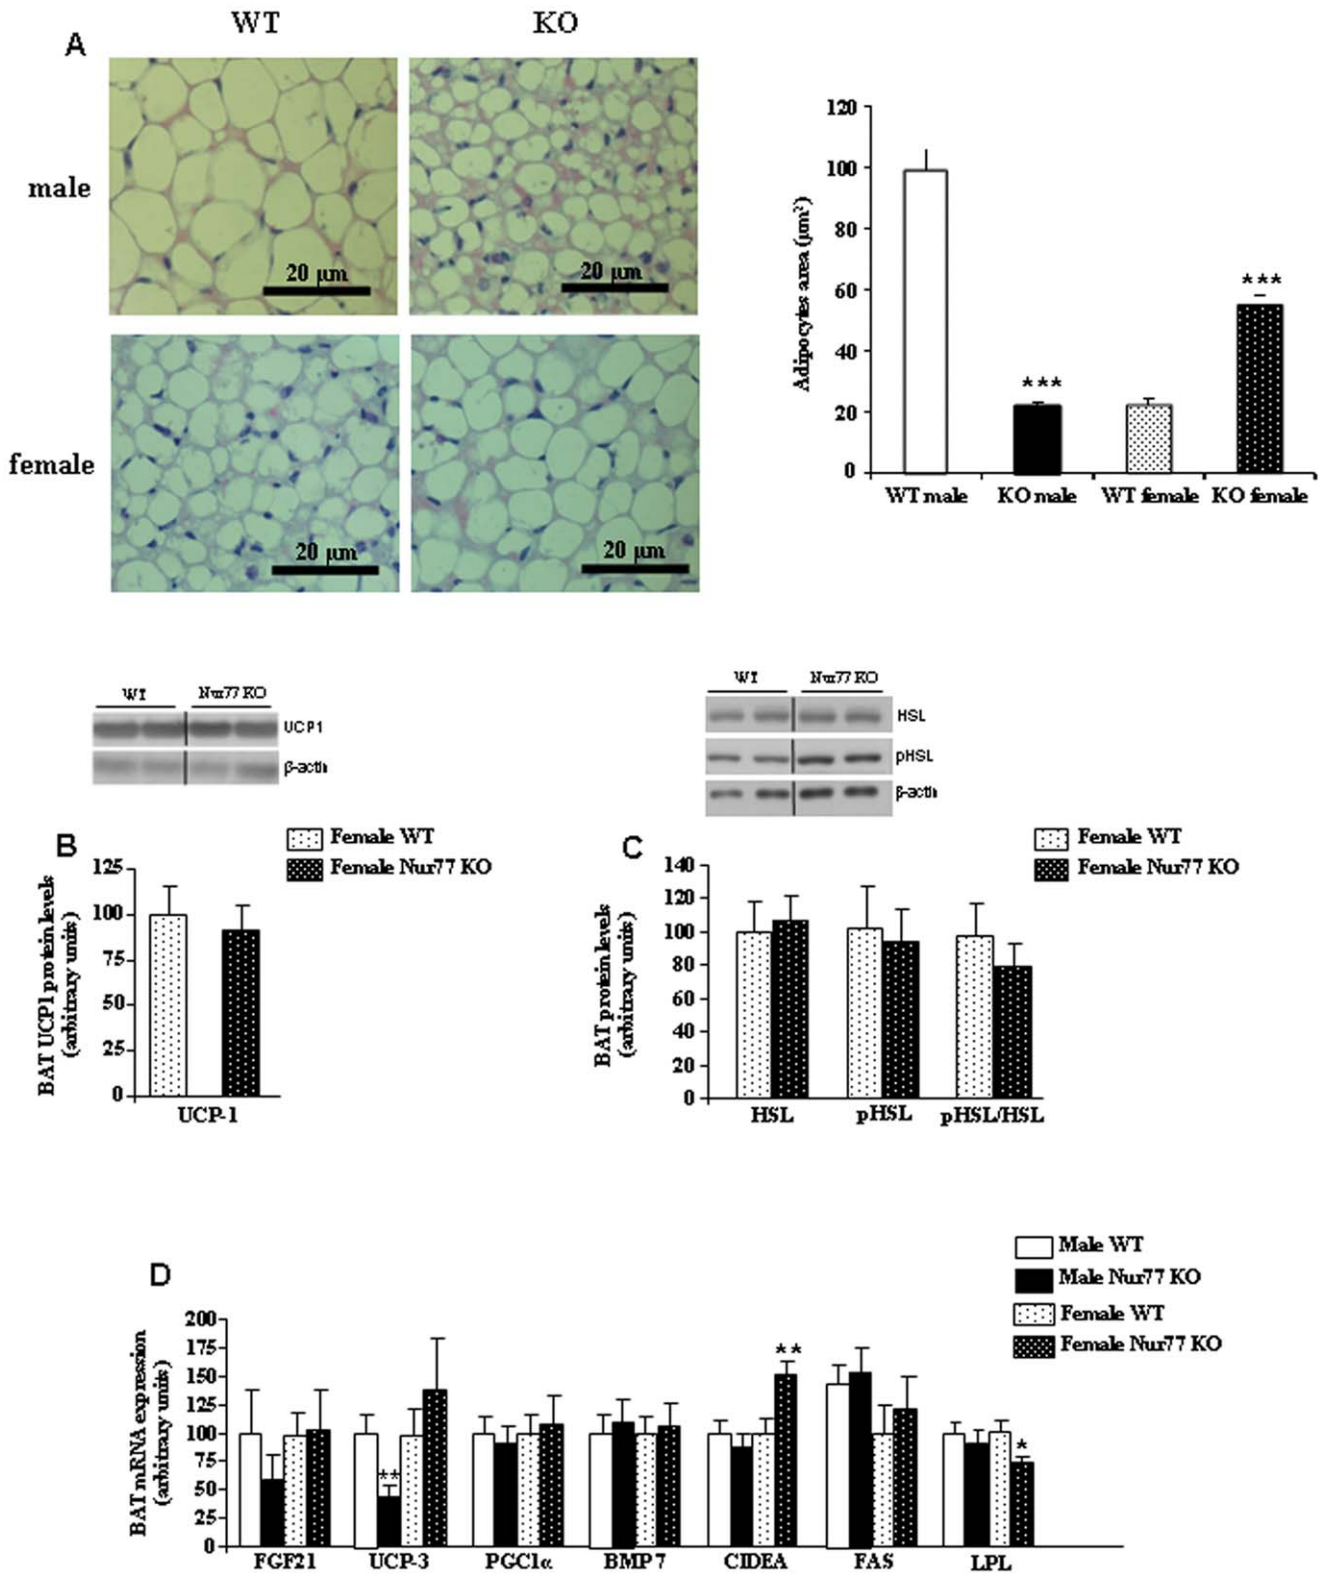 WT KO
A
male
20 μm
20 μm
female
20 μm
20 μm
120
100
80
60
40
20
0
Adipocytes area (μm²)
***
***
WT male KO male WT female KO female
WT Nur77 KO
UCP1
β-actin
WT Nur77 KO
HSL
pHSL
β-actin
B
Female WT
Female Nur77 KO
BAT UCP1 protein levels
(arbitrary units)
125
100
75
50
25
0
UCP-1
C
Female WT
Female Nur77 KO
BAT protein levels
(arbitrary units)
140
120
100
80
60
40
20
0
HSL pHSL pHSL/HSL
D
Male WT
Male Nur77 KO
Female WT
Female Nur77 KO
BAT mRNA expression
(arbitrary units)
200
175
150
125
100
75
50
25
0
**
**
*
FGF21 UCP-3 PGC1α BMP7 CIDEA FAS LPL